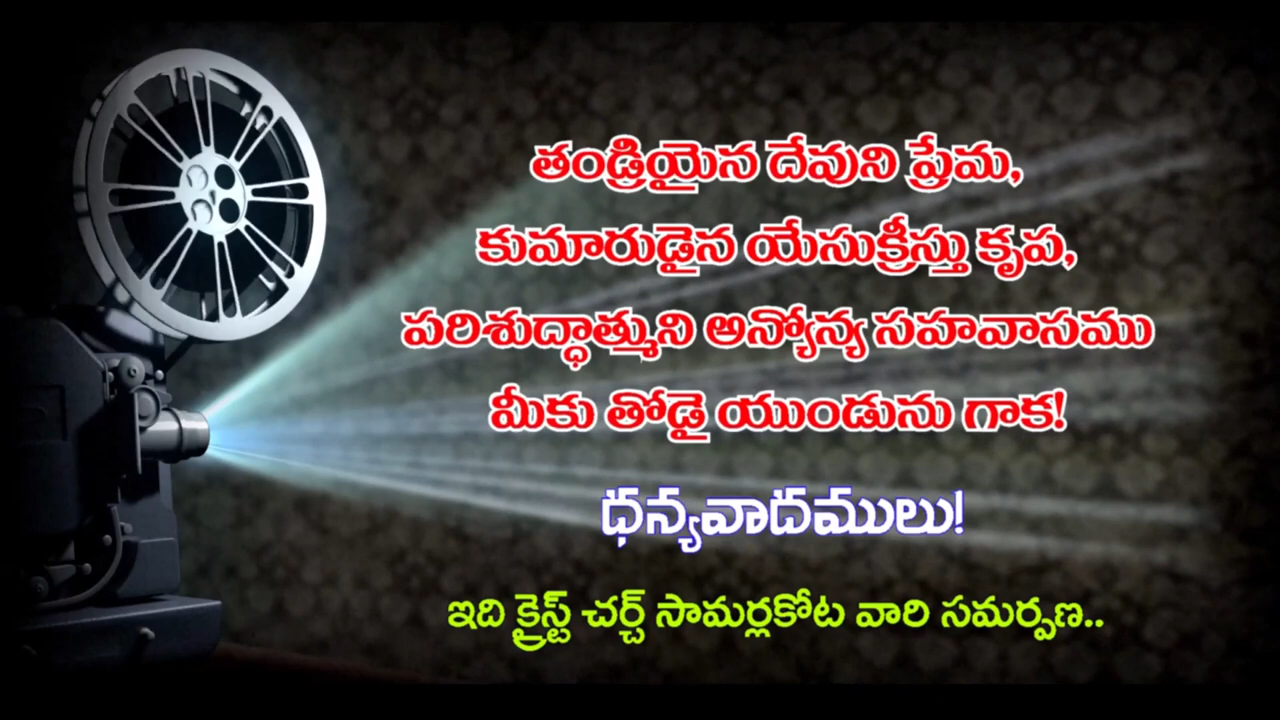 తండ్రియైన దేవుని ప్రేమ,
కుమారుడైన యేసుక్రీస్తు కృప,
పరిశుద్ధాత్ముని అన్యోన్య సహవాసము
మీకు తోడై యుండును గాక!
ధన్యవాదములు!
ఇది క్రైస్ట్ చర్చ్ సామర్లకోట వారి సమర్పణ..